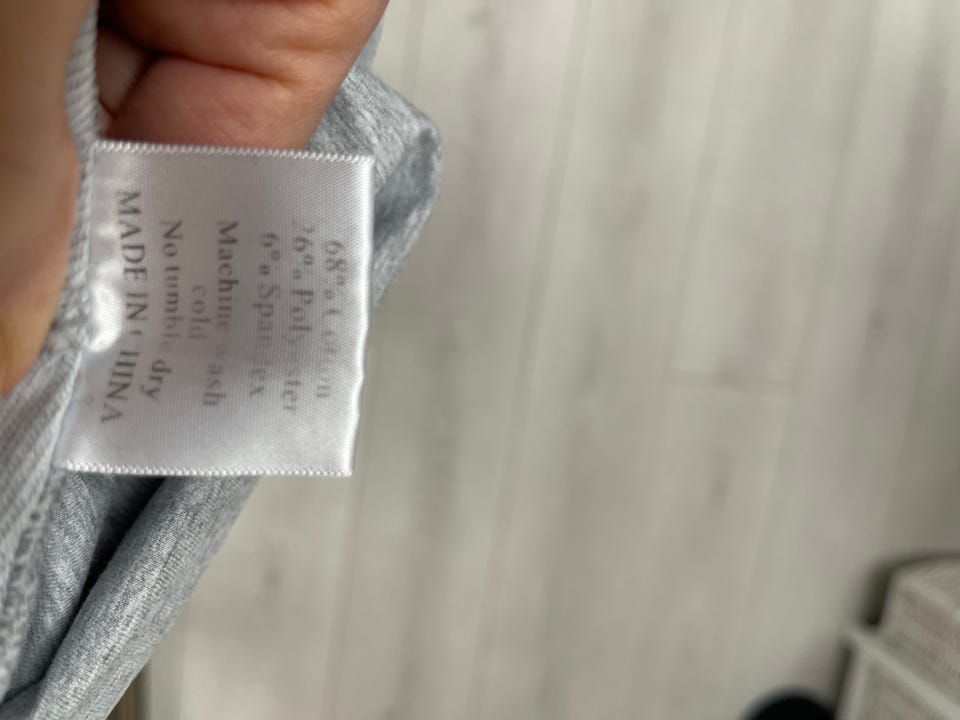 68% Cotton
26% Polyester
6% Spandex
Machine wash
cold
No tumble dry
MADE IN CHINA